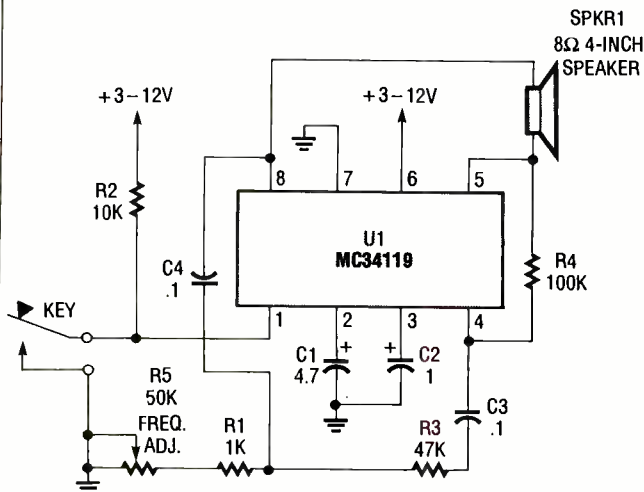 SPKR1
8Ω 4-INCH
SPEAKER
+3–12V
+3–12V
R2
10K
8
7
6
5
U1
MC34119
R4
100K
C4
.1
KEY
1
2
3
4
C1
4.7
+
+
C2
1
C3
.1
R5
50K
FREQ.
ADJ.
R1
1K
R3
47K